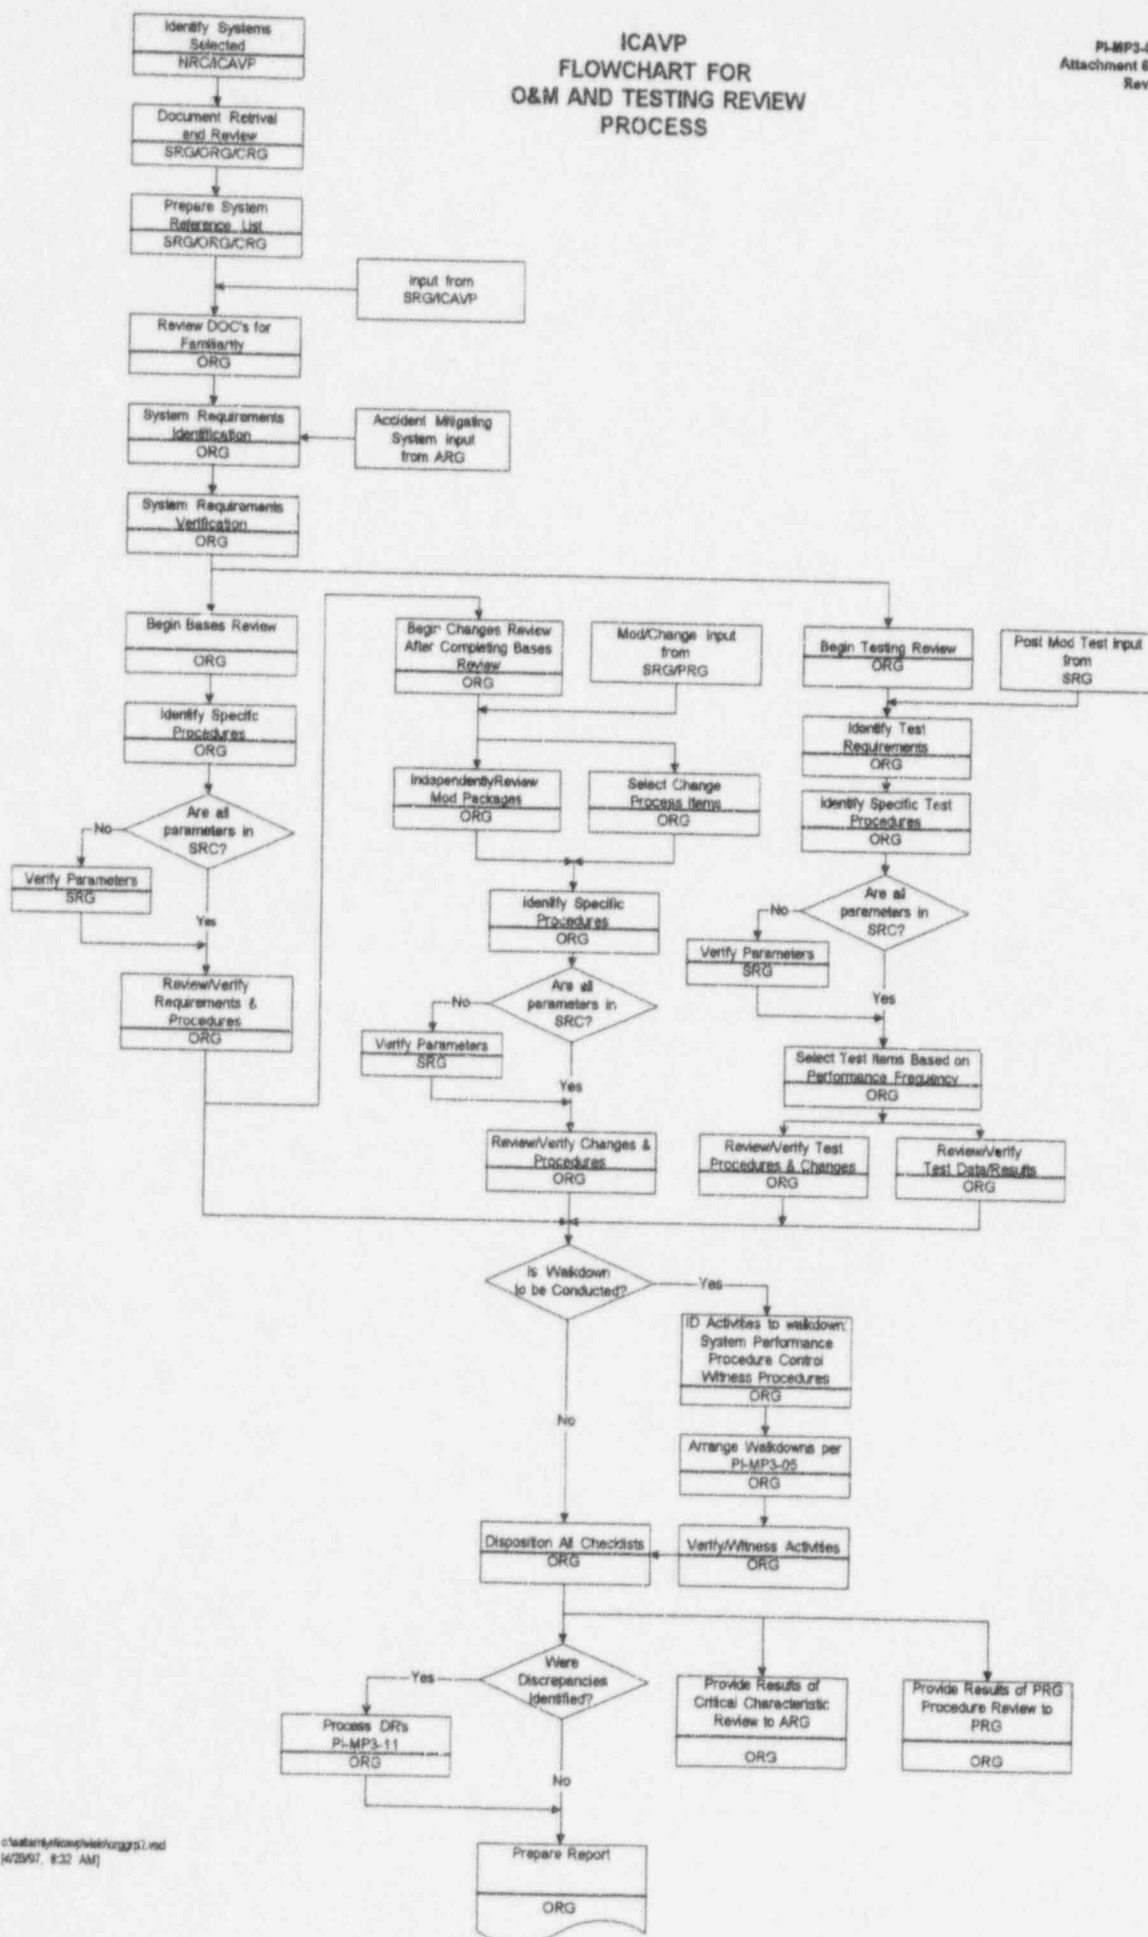 ICAVP
FLOWCHART FOR
O&M AND TESTING REVIEW
PROCESS
Attachment 6
Rev
Identify Systems
Selected
NRC/ICAVP
Document Retrival
and Review
SRG/ORG/CRG
Prepare System
Reference List
SRG/ORG/CRG
input from
SRG/ICAVP
Review DOC's for
Familiarity
ORG
System Requirements
Identification
ORG
Accident Mitigating
System input
from ARG
System Requirements
Verification
ORG
Begin Bases Review
ORG
Identify Specifc
Procedures
ORG
Are all
parameters in
SRC?
No
Verify Parameters
SRG
Yes
Review/Verify
Requirements &
Procedures
ORG
Begin Changes Review
After Completing Bases
Review
ORG
Mod/Change Input
from
SRG/PRG
IndapendentlyReview
Mod Packages
ORG
Select Change
Process Items
ORG
Identify Specific
Procedures
ORG
Are all
parameters in
SRC?
No
Verify Parameters
SRG
Yes
Review/Verify Changes &
Procedures
ORG
Begin Testing Review
ORG
Post Mod Test Input
from
SRG
Identify Test
Requirements
ORG
Identify Specific Test
Procedures
ORG
Are all
parameters in
SRC?
No
Verify Parameters
SRG
Yes
Select Test Items Based on
Performance Frequency
ORG
Review/Verify Test
Procedures & Changes
ORG
Review/Verify
Test Data/Results
ORG
Is Walkdown
to be Conducted?
Yes
No
ID Activities to walkdown:
System Performance
Procedure Control
Witness Procedures
ORG
Arrange Walkdowns per
PI-MP3-05
ORG
Verify/Witness Activities
ORG
Disposition All Checklists
ORG
Were
Discrepancies
Identified?
Yes
No
Process DR's
PI-MP3-11
ORG
Provide Results of
Critical Characteristic
Review to ARG
ORG
Provide Results of PRG
Procedure Review to
PRG
ORG
Prepare Report
ORG
[4/20/97, 8:32 AM]